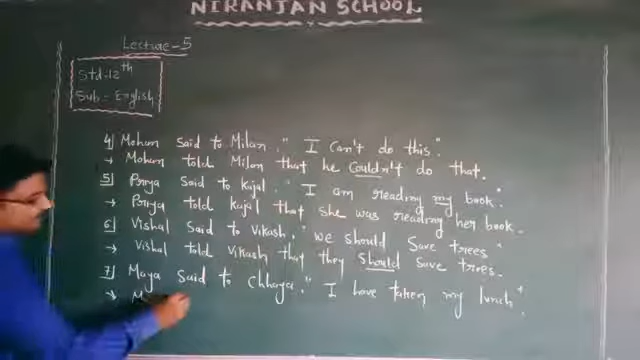 NIRANJAN SCHOOL
Lecture-5
Std-12th
Sub- English
4] Mohan said to Milan, "I can't do this."
→ Mohan told Milan that he couldn't do that.
5] Priya said to Kajal, "I am reading my book."
→ Priya told Kajal that she was reading her book.
6] Vishal said to Vikash, "we should save trees"
→ Vishal told Vikash that they should save trees.
7] Maya said to Chhaya, "I have taken my lunch".
→ M